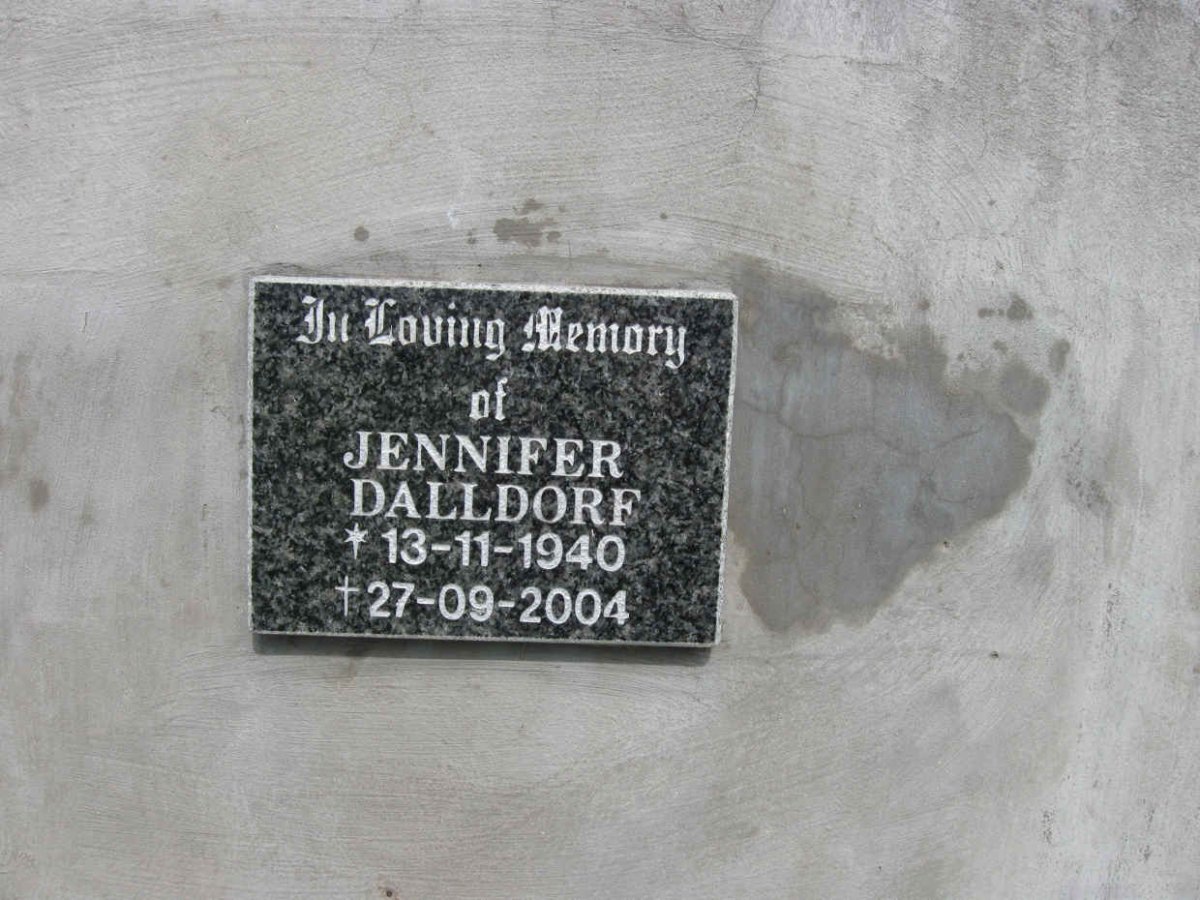 In Loving Memory
of
JENNIFER
DALLDORF
* 13-11-1940
† 27-09-2004